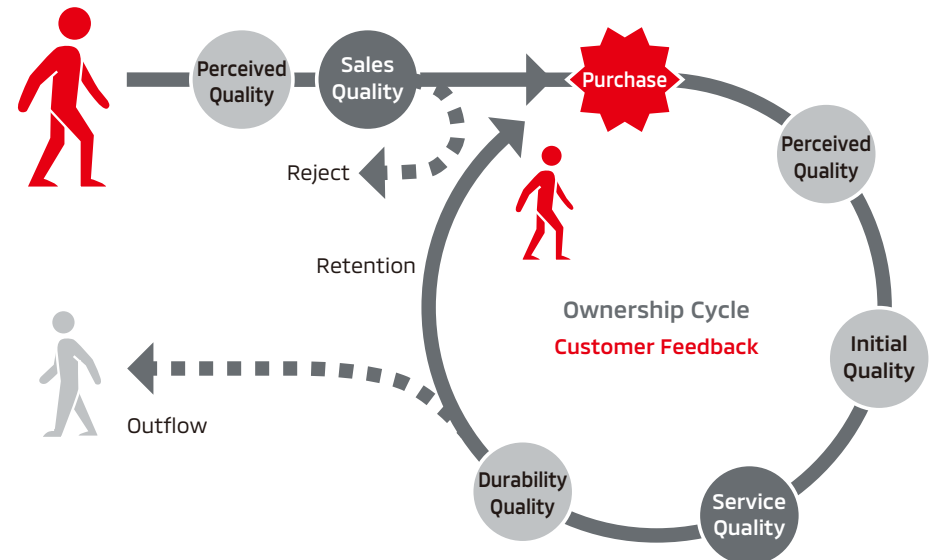 Perceived
Quality
Sales
Quality
Purchase
Perceived
Quality
Reject
Retention
Ownership Cycle
Customer Feedback
Initial
Quality
Outflow
Durability
Quality
Service
Quality